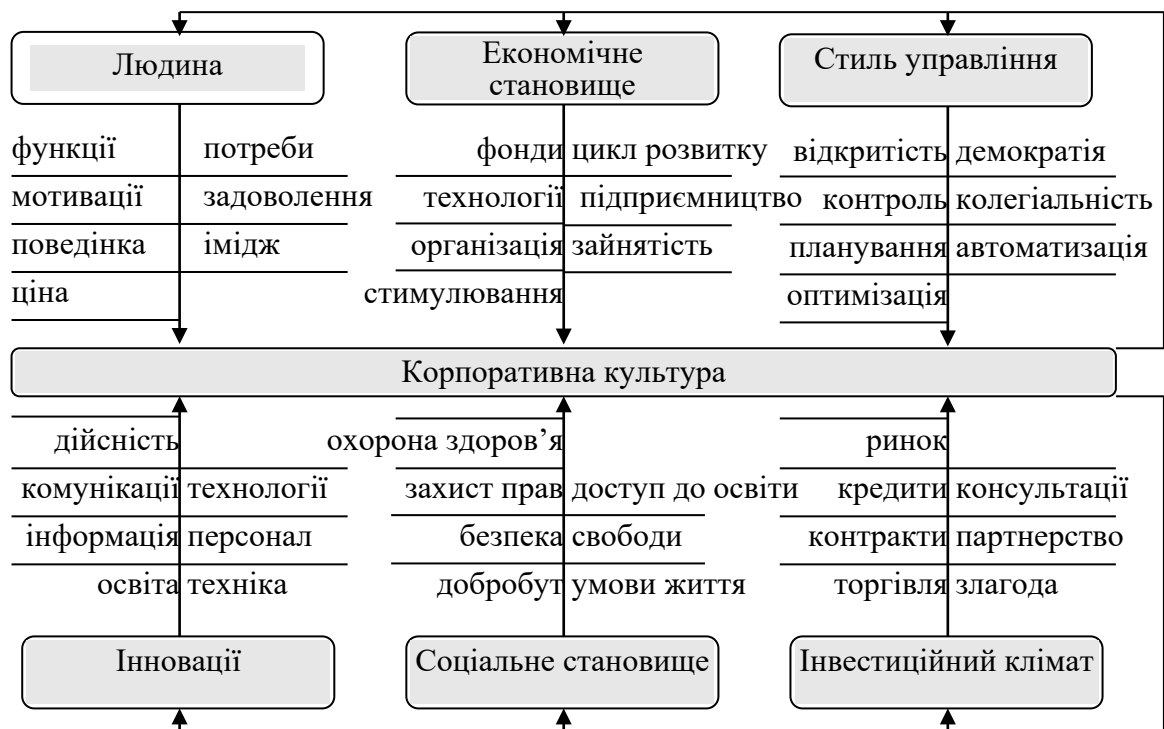 Людина
Економічне
становище
Стиль управління
функції потреби
мотивації задоволення
поведінка імідж
ціна
фонди цикл розвитку
технології підприємництво
організація зайнятість
стимулювання
відкритість демократія
контроль колегіальність
планування автоматизація
оптимізація
Корпоративна культура
дійсність
комунікації технології
інформація персонал
освіта техніка
охорона здоров’я
захист прав доступ до освіти
безпека свободи
добробут умови життя
ринок
кредити консультації
контракти партнерство
торгівля злагода
Інновації
Соціальне становище
Інвестиційний клімат